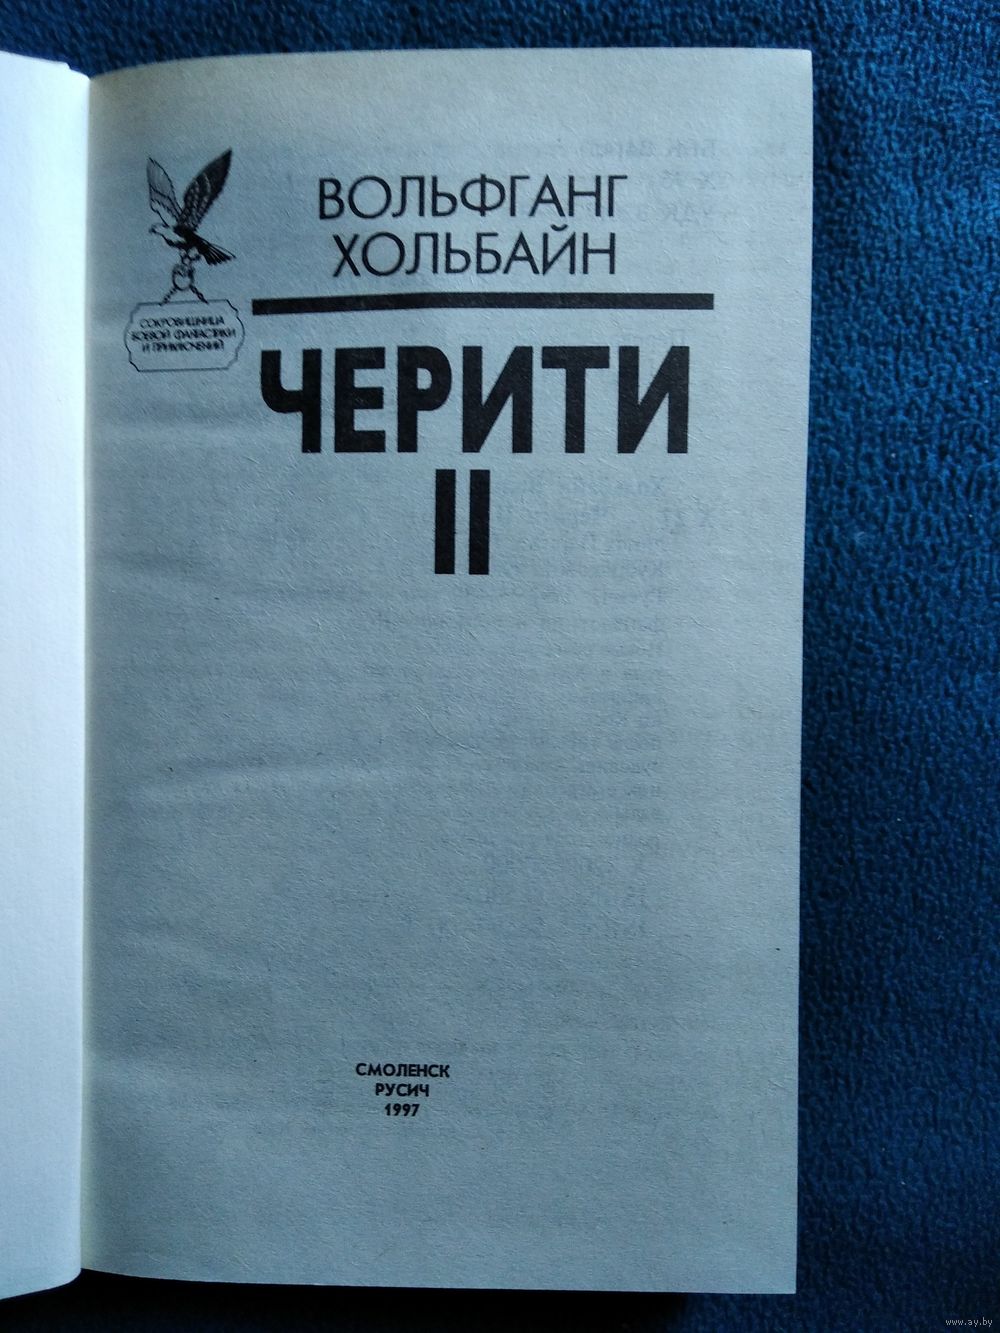 ВОЛЬФГАНГ
ХОЛЬБАЙН
СОКРОВИЩНИЦА
БОЕВОЙ ФАНТАСТИКИ
И ПРИКЛЮЧЕНИЙ
ЧЕРИТИ
II
СМОЛЕНСК
РУСИЧ
1997
www.ay.by